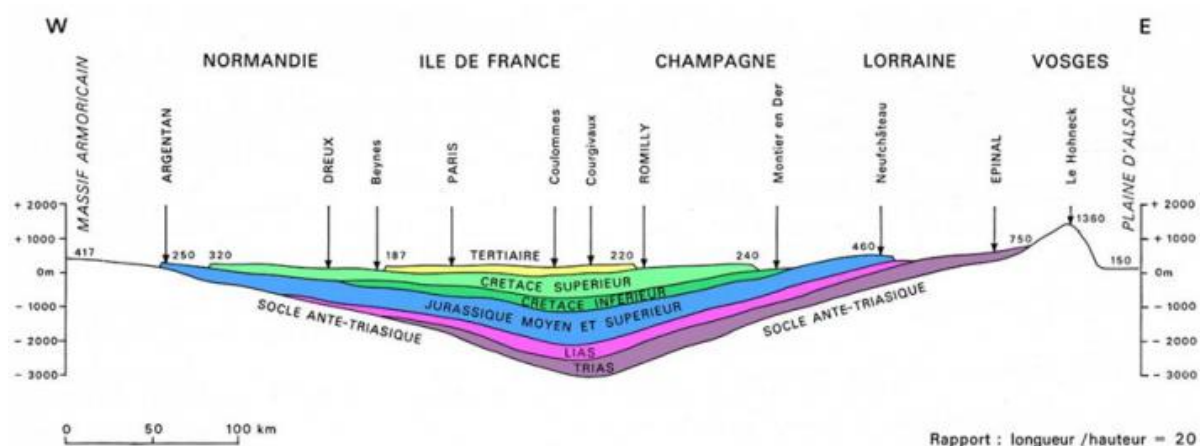 W
E
NORMANDIE
ILE DE FRANCE
CHAMPAGNE
LORRAINE
VOSGES
MASSIF ARMORICAIN
ARGENTAN
DREUX
Beynes
PARIS
Coulommes
Courgivaux
ROMILLY
Montier en Der
Neufchâteau
EPINAL
Le Hohneck
PLAINE D'ALSACE
+ 2000
+ 1000
0m
- 1000
- 2000
- 3000
417
250
320
187
TERTIAIRE
220
240
460
750
1360
150
+ 2000
+ 1000
0m
- 1000
- 2000
- 3000
CRETACE SUPERIEUR
CRETACE INFERIEUR
JURASSIQUE MOYEN ET SUPERIEUR
SOCLE ANTE-TRIASIQUE
SOCLE ANTE-TRIASIQUE
LIAS
TRIAS
0 50 100 km
Rapport : longueur /hauteur = 20